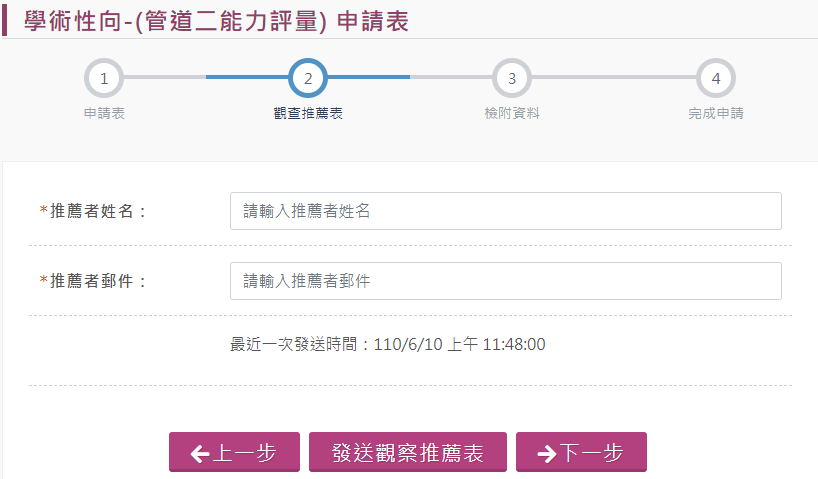 學術性向-(管道二能力評量) 申請表
1 2 3 4
申請表 觀查推薦表 檢附資料 完成申請
*推薦者姓名： 請輸入推薦者姓名
*推薦者郵件： 請輸入推薦者郵件
最近一次發送時間：110/6/10 上午 11:48:00
上一步 發送觀察推薦表 下一步